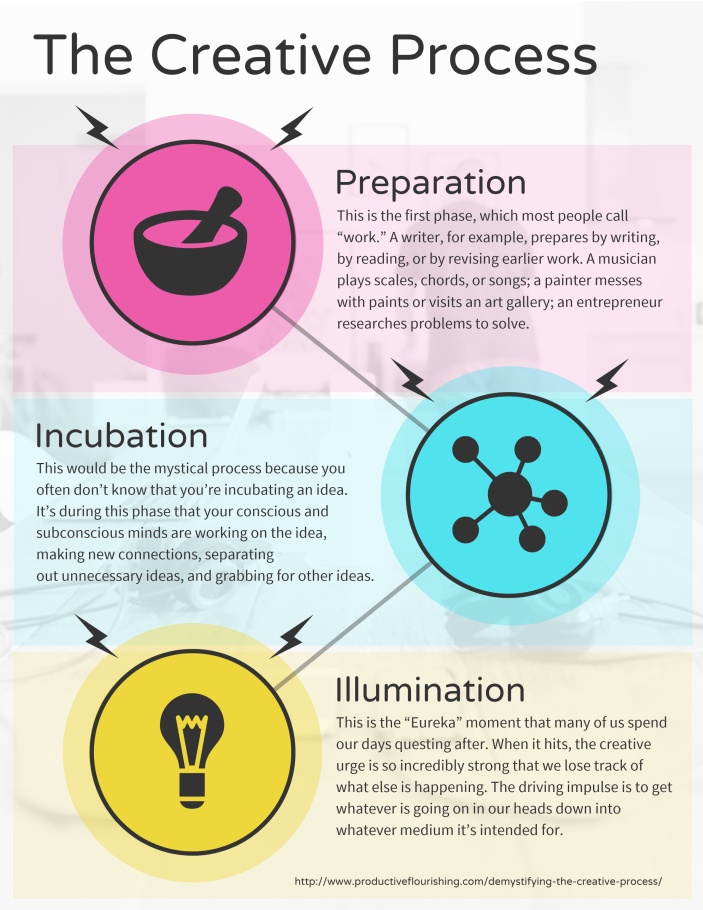 The Creative Process
Preparation
This is the first phase, which most people call
“work.” A writer, for example, prepares by writing,
by reading, or by revising earlier work. A musician
plays scales, chords, or songs; a painter messes
with paints or visits an art gallery; an entrepreneur
researches problems to solve.
Incubation
This would be the mystical process because you
often don’t know that you’re incubating an idea.
It’s during this phase that your conscious and
subconscious minds are working on the idea,
making new connections, separating
out unnecessary ideas, and grabbing for other ideas.
Illumination
This is the “Eureka” moment that many of us spend
our days questing after. When it hits, the creative
urge is so incredibly strong that we lose track of
what else is happening. The driving impulse is to get
whatever is going on in our heads down into
whatever medium it’s intended for.
http://www.productiveflourishing.com/demystifying-the-creative-process/